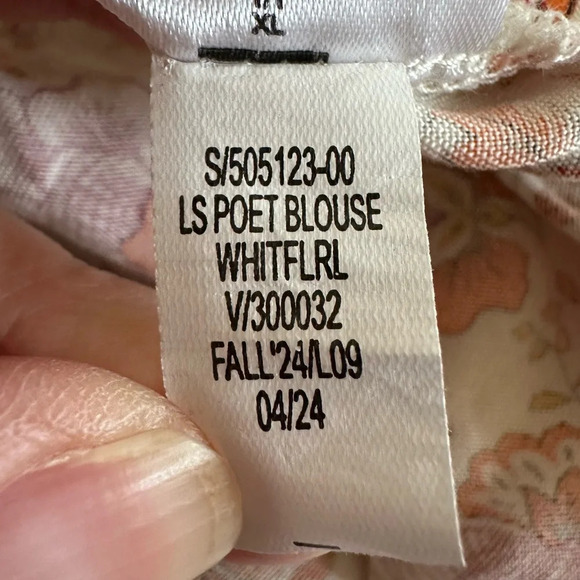 XL
S/505123-00
LS POET BLOUSE
WHITFLRL
V/300032
FALL'24/L09
04/24